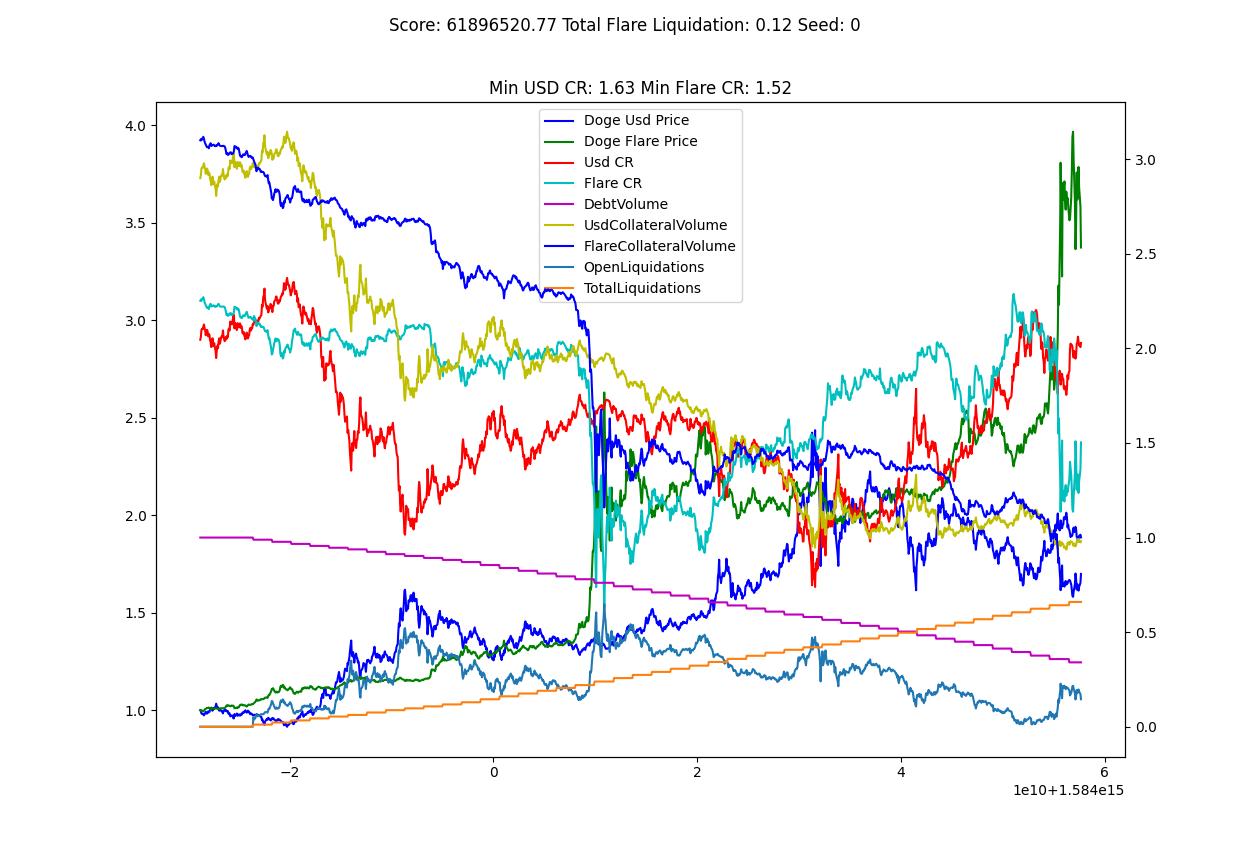 Score: 61896520.77 Total Flare Liquidation: 0.12 Seed: 0
Min USD CR: 1.63 Min Flare CR: 1.52
Doge Usd Price
Doge Flare Price
Usd CR
Flare CR
DebtVolume
UsdCollateralVolume
FlareCollateralVolume
OpenLiquidations
TotalLiquidations
4.0
3.5
3.0
2.5
2.0
1.5
1.0
3.0
2.5
2.0
1.5
1.0
0.5
0.0
−2 0 2 4 6
1e10+1.584e15